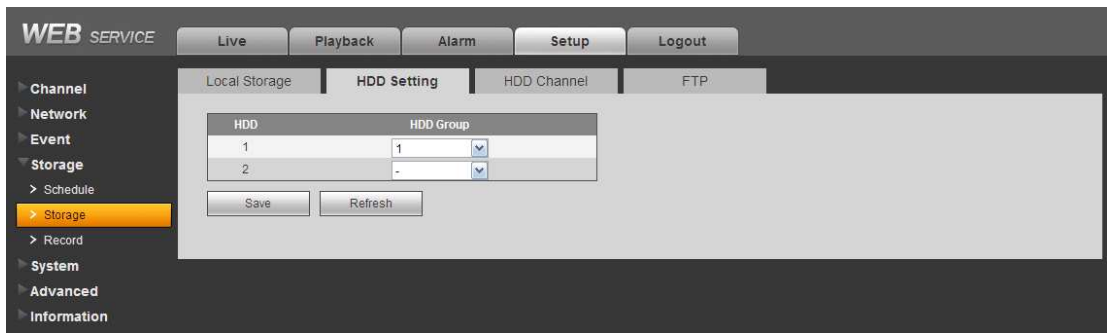 WEB SERVICE
Live Playback Alarm Setup Logout
Channel
Network
Event
Storage
> Schedule
> Storage
> Record
System
Advanced
Information
Local Storage HDD Setting HDD Channel FTP
HDD HDD Group
1 1
2 -
Save Refresh